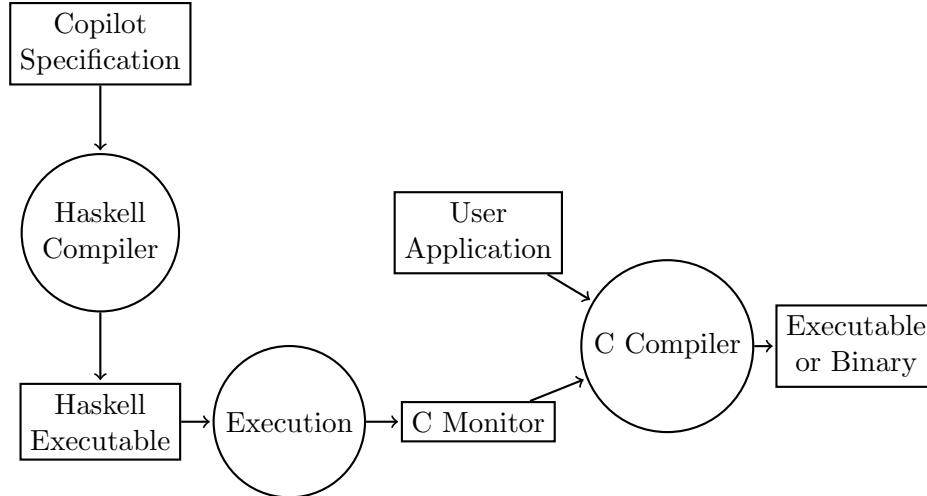 Copilot
Specification
Haskell
Compiler
Haskell
Executable
Execution
C Monitor
User
Application
C Compiler
Executable
or Binary